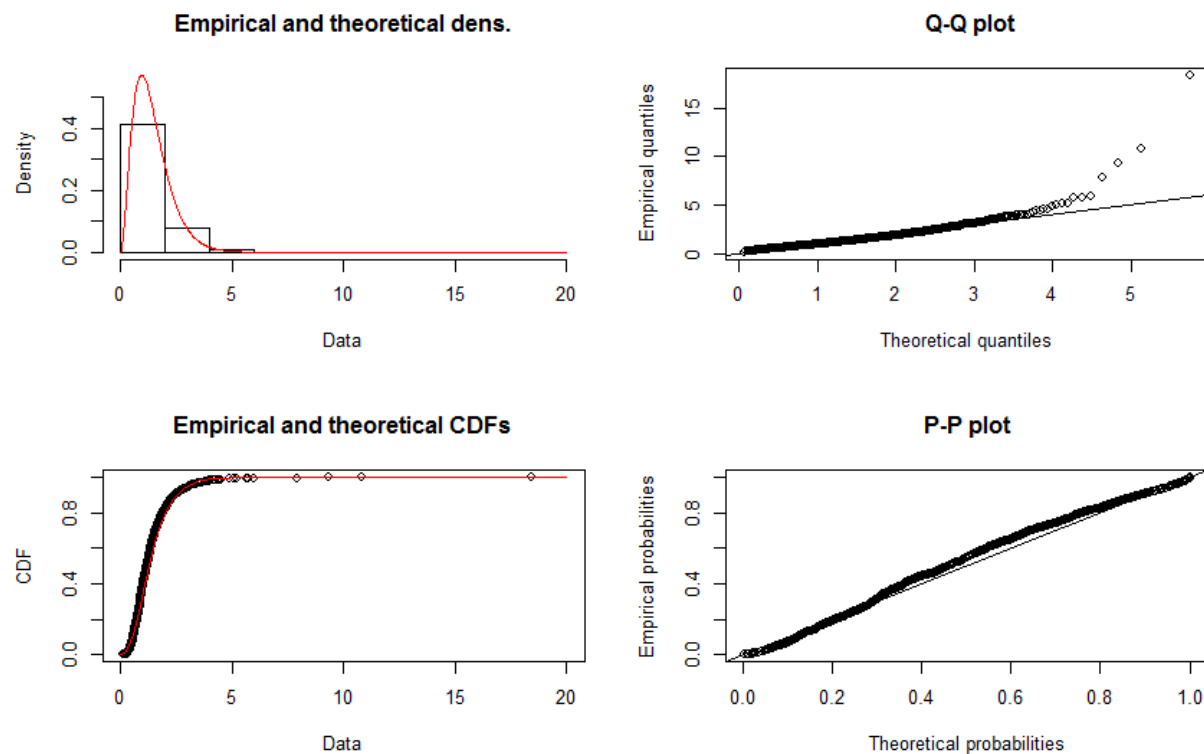 Empirical and theoretical dens.
Density
0.0 0.2 0.4
0 5 10 15 20
Data
Q-Q plot
Empirical quantiles
0 5 10 15
0 1 2 3 4 5
Theoretical quantiles
Empirical and theoretical CDFs
CDF
0.0 0.4 0.8
0 5 10 15 20
Data
P-P plot
Empirical probabilities
0.0 0.4 0.8
0.0 0.2 0.4 0.6 0.8 1.0
Theoretical probabilities